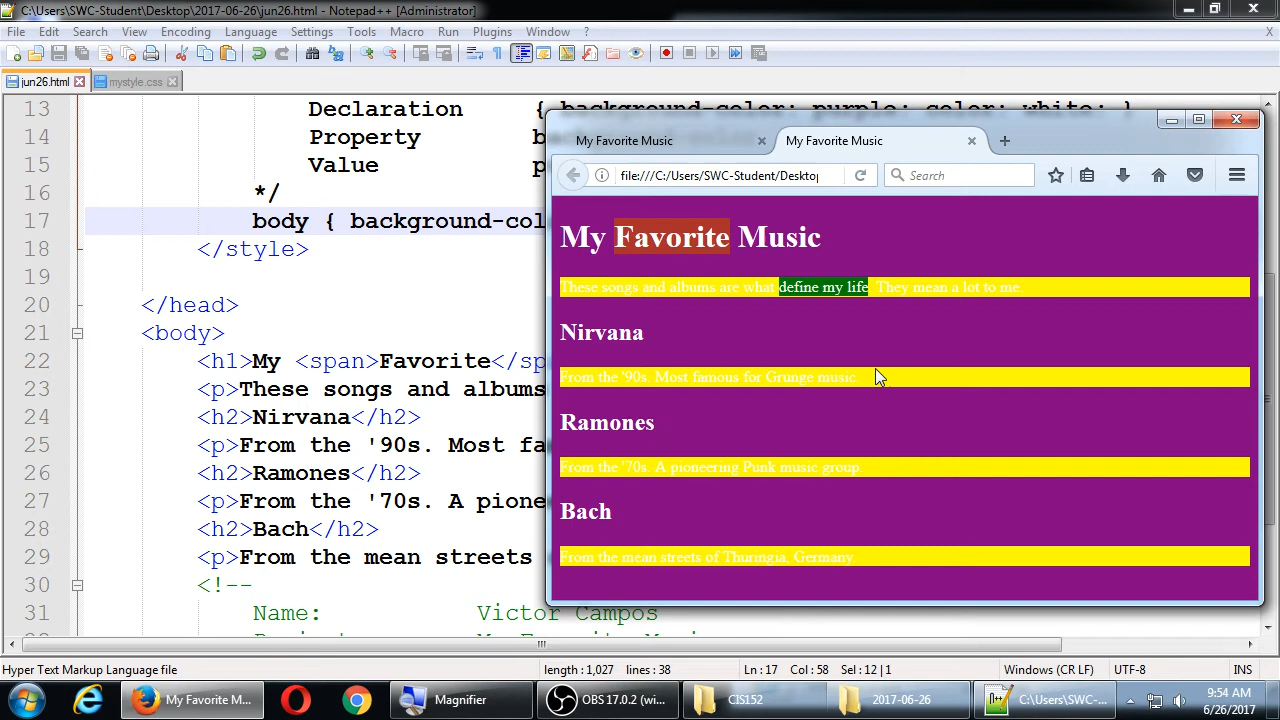 C:\Users\SWC-Student\Desktop\2017-06-26\jun26.html - Notepad++ [Administrator]
File Edit Search View Encoding Language Settings Tools Macro Run Plugins Window ? X
jun26.html mystyle.css
13 Declaration { background-color: purple; color: white; }
14 Property
15 Value
16 */
17 body { background-col
18 </style>
19
20 </head>
21 <body>
22 <h1>My <span>Favorite</sp
23 <p>These songs and albums
24 <h2>Nirvana</h2>
25 <p>From the '90s. Most fa
26 <h2>Ramones</h2>
27 <p>From the '70s. A pione
28 <h2>Bach</h2>
29 <p>From the mean streets
30 <!--
31 Name: Victor Campos
My Favorite Music My Favorite Music
file:///C:/Users/SWC-Student/Desktop Search
My Favorite Music
These songs and albums are what define my life. They mean a lot to me.
Nirvana
From the '90s. Most famous for Grunge music.
Ramones
From the '70s. A pioneering Punk music group.
Bach
From the mean streets of Thuringia, Germany.
Hyper Text Markup Language file length : 1,027 lines : 38 Ln : 17 Col : 58 Sel : 12 | 1 Windows (CR LF) UTF-8 INS
My Favorite M... Magnifier OBS 17.0.2 (wi... CIS152 2017-06-26 C:\Users\SWC-... 9:54 AM
6/26/2017